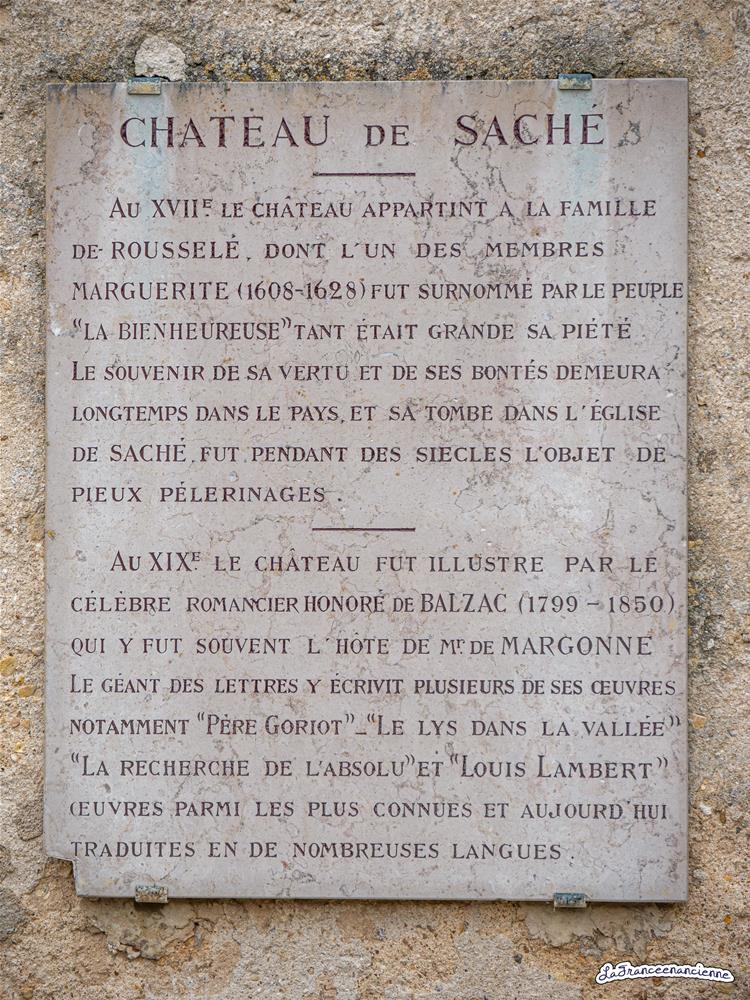 CHATEAU DE SACHÉ
AU XVIIE LE CHÂTEAU APPARTINT A LA FAMILLE
DE ROUSSELÉ, DONT L'UN DES MEMBRES
MARGUERITE (1608-1628) FUT SURNOMMÉ PAR LE PEUPLE
“LA BIENHEUREUSE” TANT ÉTAIT GRANDE SA PIÉTÉ.
LE SOUVENIR DE SA VERTU ET DE SES BONTÉS DEMEURA
LONGTEMPS DANS LE PAYS, ET SA TOMBE DANS L'ÉGLISE
DE SACHÉ, FUT PENDANT DES SIECLES L'OBJET DE
PIEUX PÉLERINAGES.
AU XIXE LE CHÂTEAU FUT ILLUSTRE PAR LE
CÉLÈBRE ROMANCIER HONORÉ DE BALZAC (1799 – 1850)
QUI Y FUT SOUVENT L'HÔTE DE MR DE MARGONNE
LE GÉANT DES LETTRES Y ÉCRIVIT PLUSIEURS DE SES ŒUVRES
NOTAMMENT “PÈRE GORIOT”_“LE LYS DANS LA VALLÉE”
“LA RECHERCHE DE L'ABSOLU” ET “LOUIS LAMBERT”
ŒUVRES PARMI LES PLUS CONNUES ET AUJOURD'HUI
TRADUITES EN DE NOMBREUSES LANGUES.
LaFranceenancienne